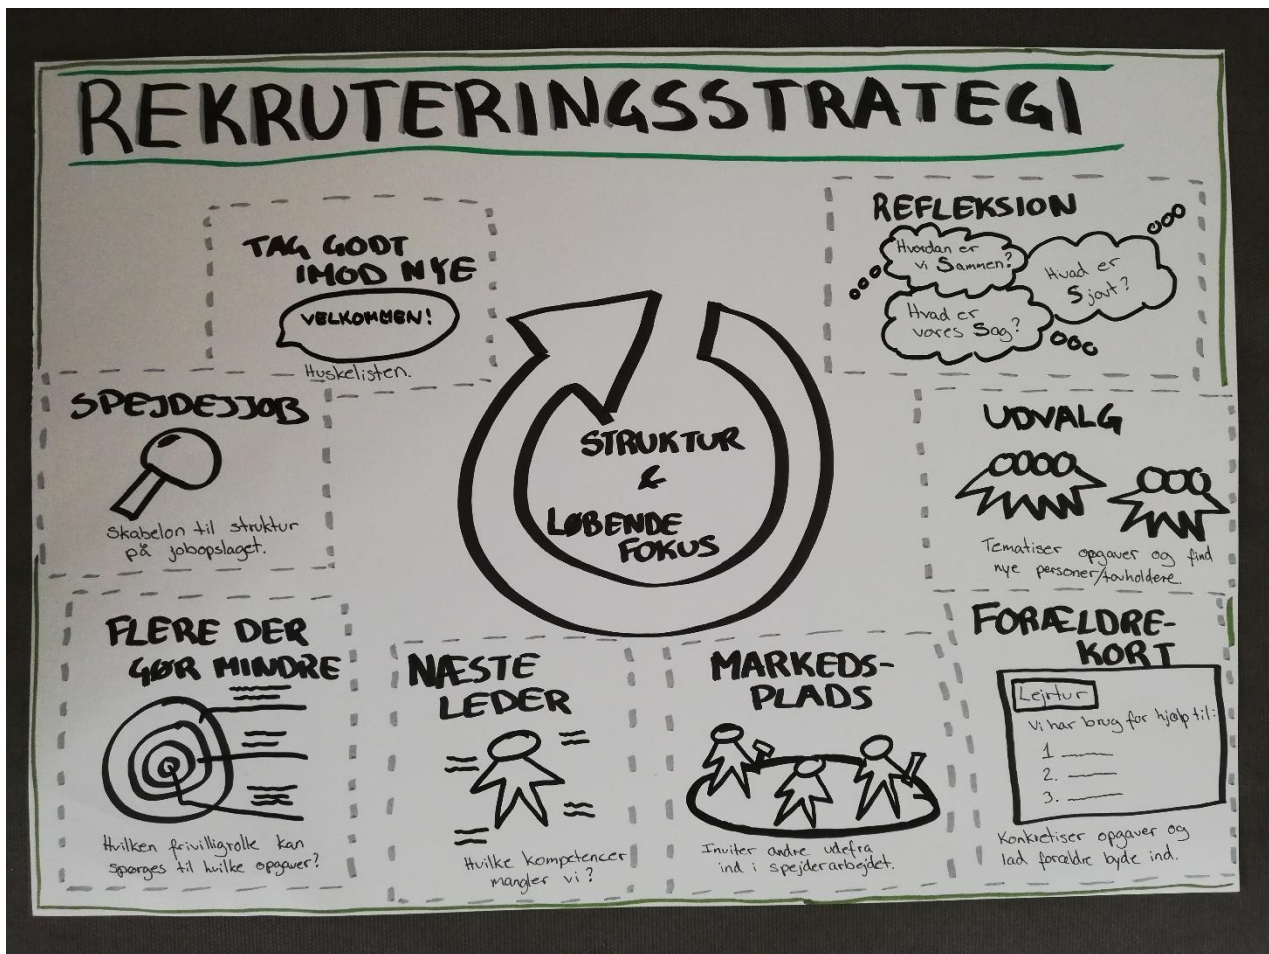 REKRUTERINGSSTRATEGI
REFLEKSION
Hvordan er
vi Sammen?
Hvad er
Sjovt?
Hvad er
vores Sag?
UDVALG
Tematiser opgaver og find
nye personer/tovholdere
FORÆLDRE-
KORT
Lejrtur
Vi har brug for hjælp til:
1
2.
3.
Konkretiser opgaver og
lad forældre byde ind.
MARKEDS-
PLADS
Inviter andre udefra
ind i spejderarbejdet.
NÆSTE
LEDER
Hvilke kompetencer
mangler vi?
FLERE DER
GØR MINDRE
Hvilken frivilligrolle kan
spørges til hvilke opgaver?
SPEJDEJJOB
Skabelon til struktur
på jobopslaget.
TAG GODT
IMOD NYE
VELKOMMEN!
Huskelisten.
STRUKTUR
&
LØBENDE
FOKUS